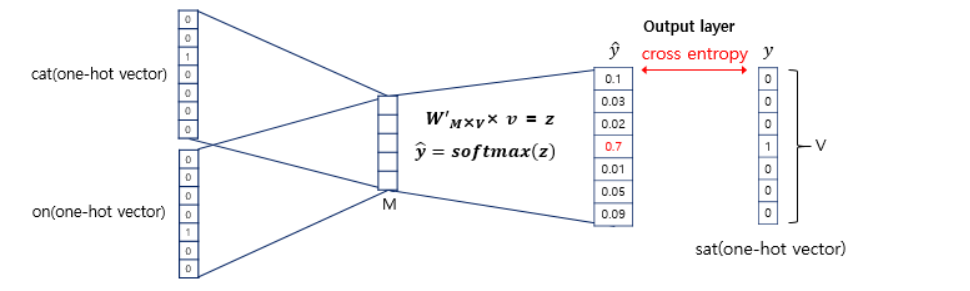 0
0
1
0
0
0
0
cat(one-hot vector)
0
0
0
0
1
0
0
on(one-hot vector)
M
W'M×V× v = z
ŷ = softmax(z)
Output layer
ŷ
cross entropy
y
0.1
0.03
0.02
0.7
0.01
0.05
0.09
0
0
0
1
0
0
0
V
sat(one-hot vector)